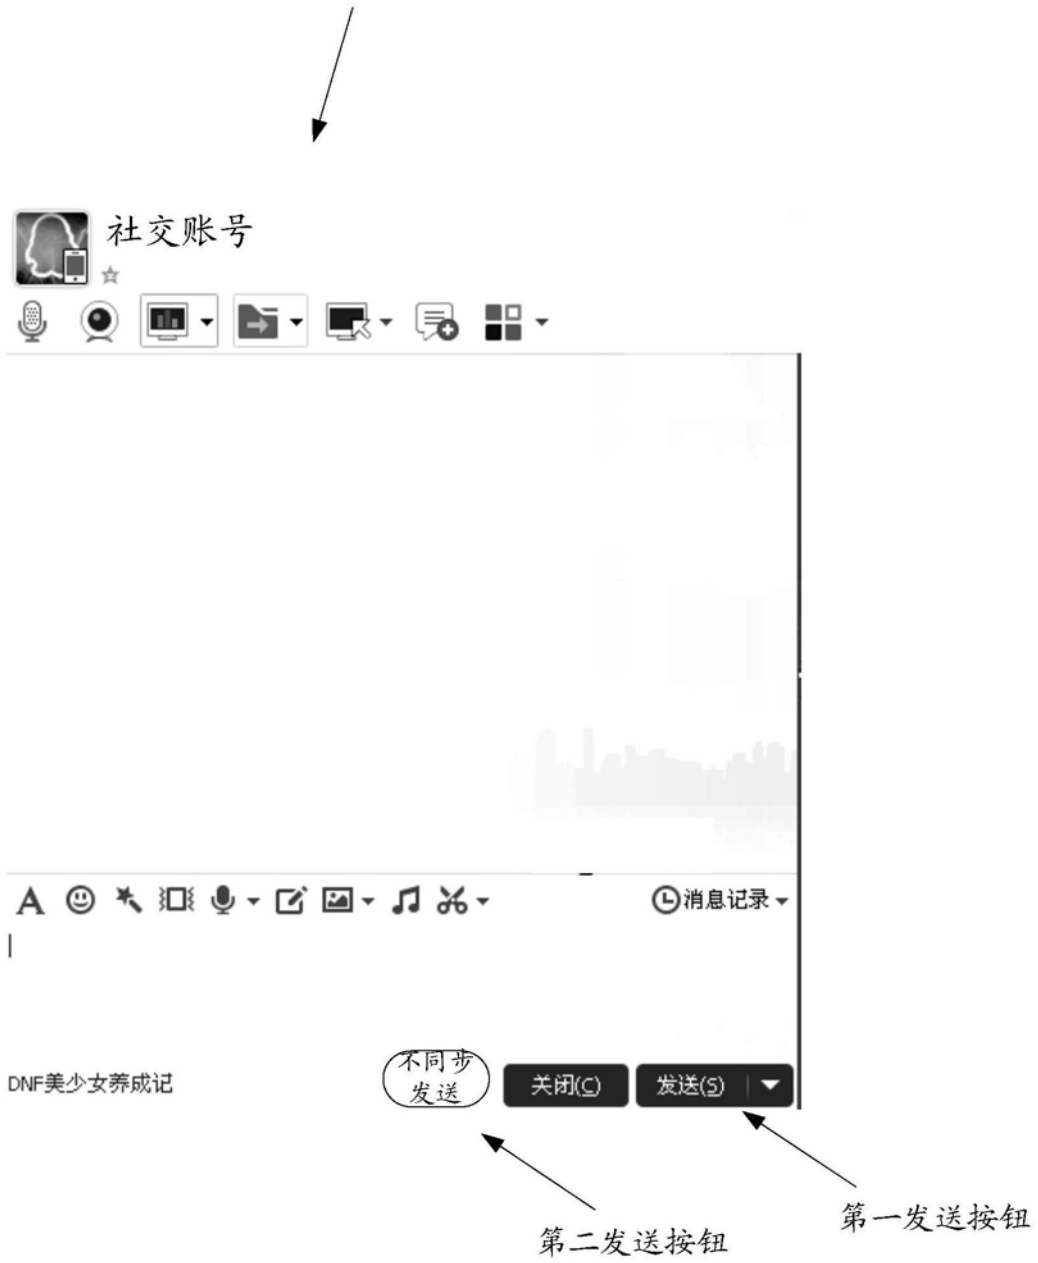 社交账号
消息记录
DNF美少女养成记
不同步
发送
关闭(C)
发送(S)
第一发送按钮
第二发送按钮